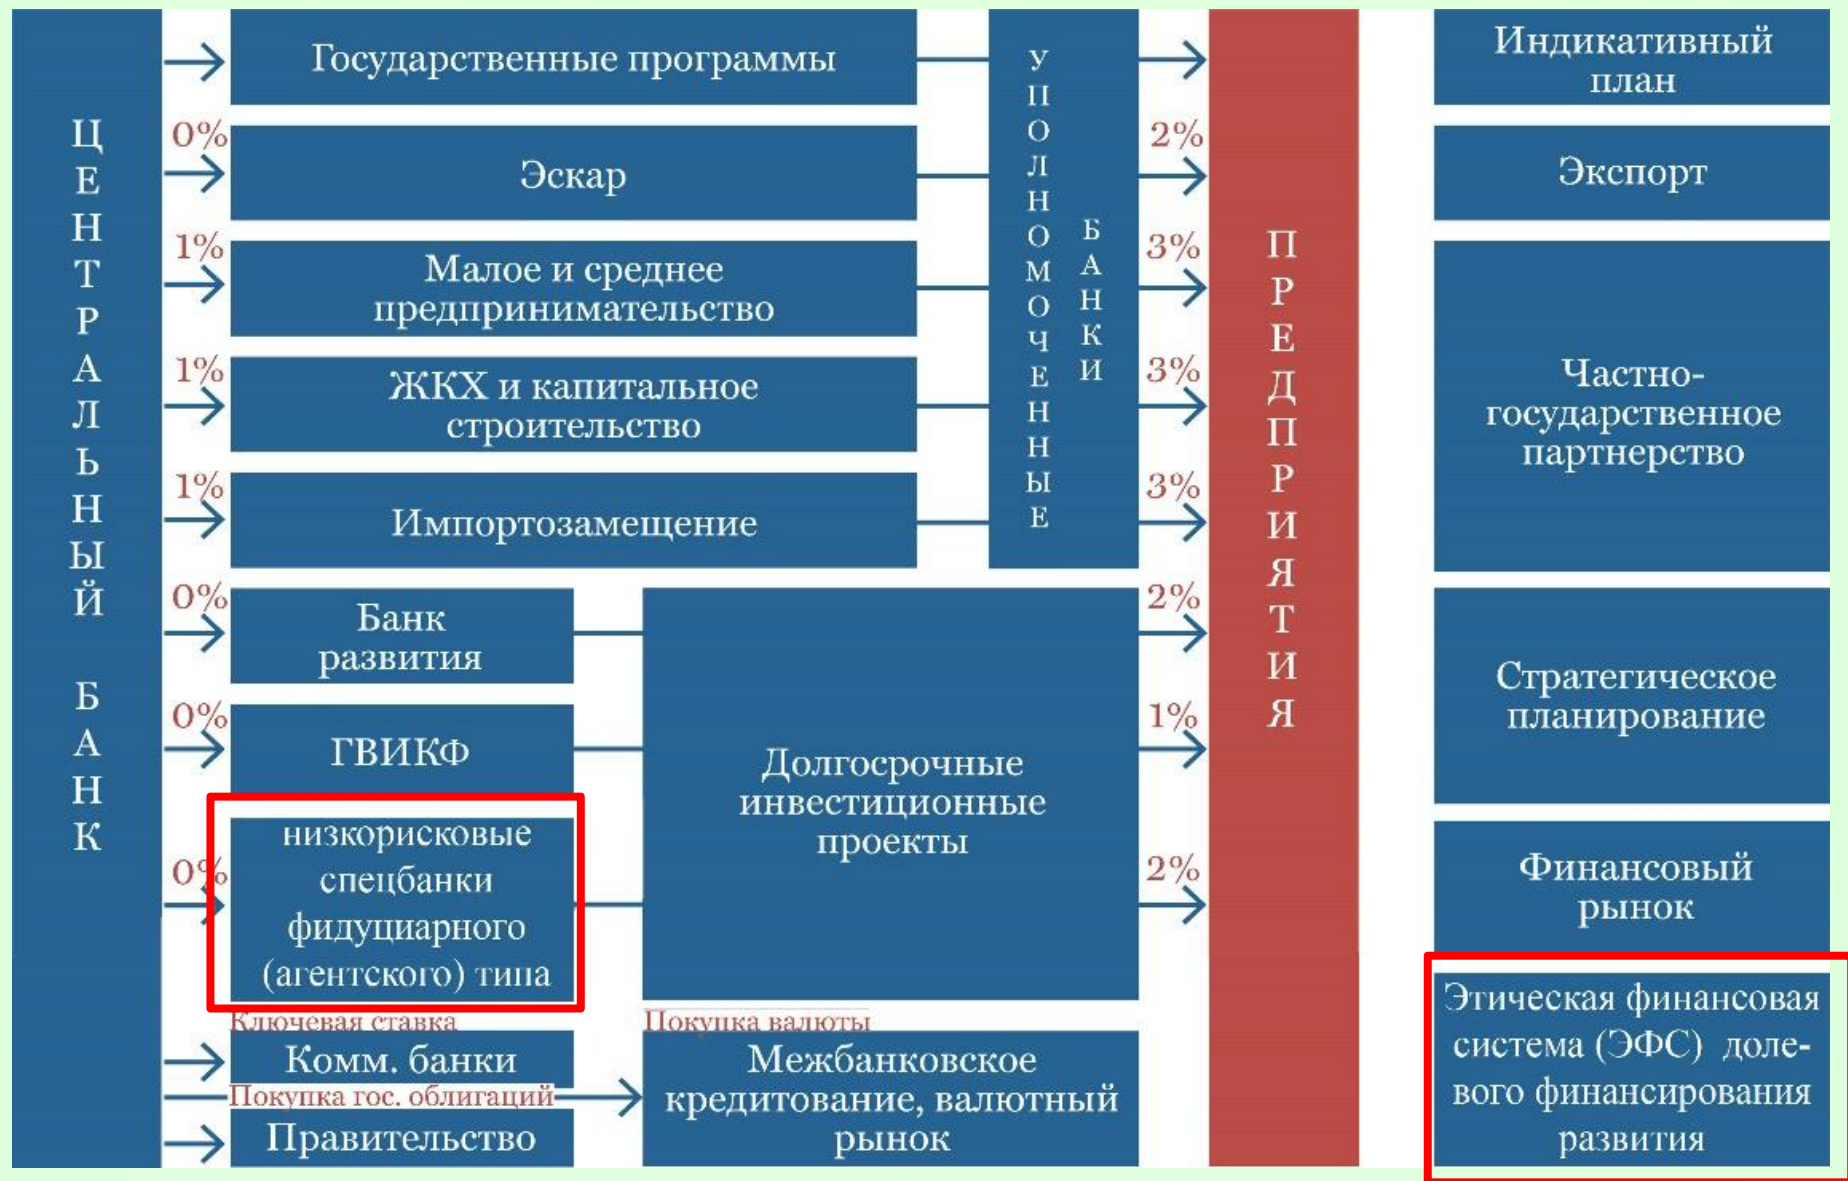 ЦЕНТРАЛЬНЫЙ БАНК
Государственные программы
0%
Эскар
1%
Малое и среднее
предпринимательство
1%
ЖКХ и капитальное
строительство
1%
Импортозамещение
УПОЛНОМОЧЕННЫЕ
БАНКИ
2%
3%
3%
3%
0%
Банк
развития
0%
ГВИКФ
0%
низкорисковые
спецбанки
фидуциарного
(агентского) типа
Долгосрочные
инвестиционные
проекты
2%
1%
2%
Ключевая ставка
Комм. банки
Покупка гос. облигаций
Правительство
Покупка валюты
Межбанковское
кредитование, валютный
рынок
ПРЕДПРИЯТИЯ
Индикативный
план
Экспорт
Частно-
государственное
партнерство
Стратегическое
планирование
Финансовый
рынок
Этическая финансовая
система (ЭФС) доле-
вого финансирования
развития